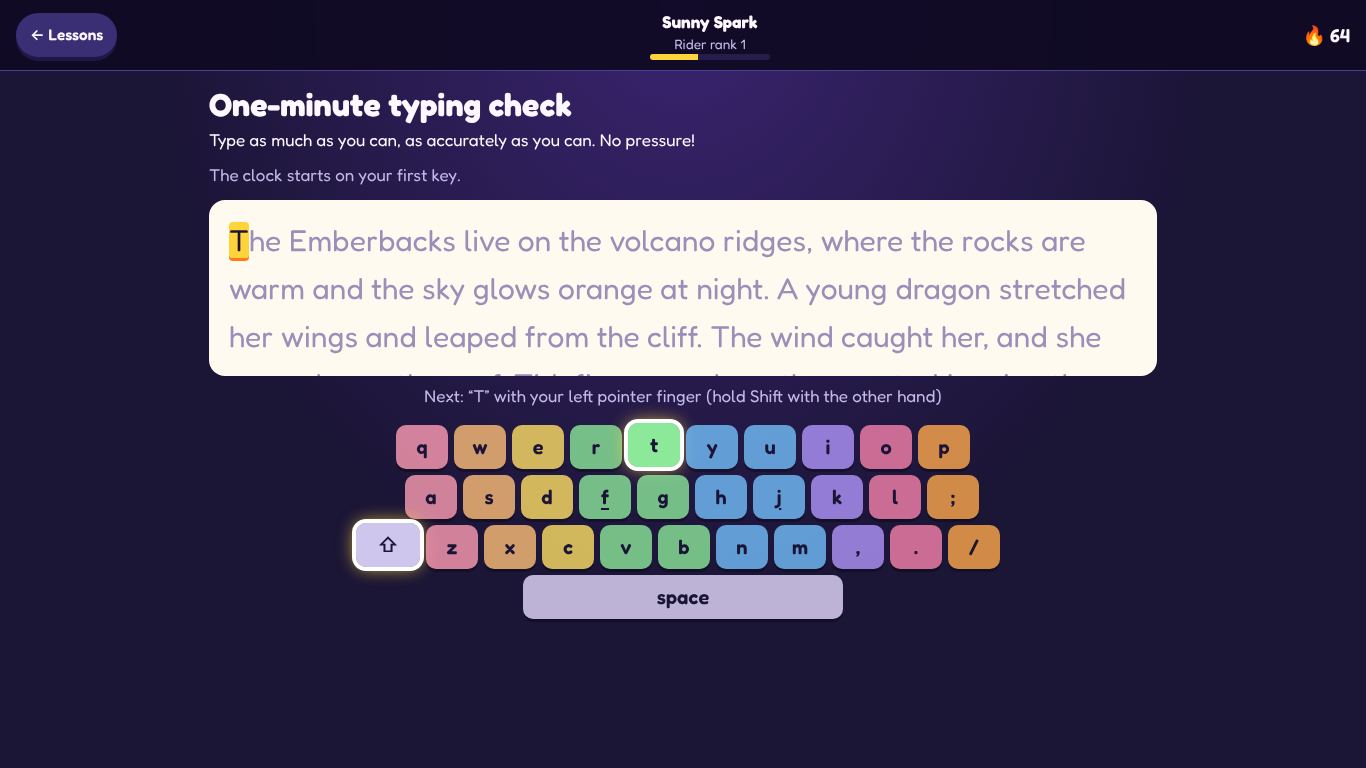 ← Lessons
Sunny Spark
Rider rank 1
🔥 64
One-minute typing check
Type as much as you can, as accurately as you can. No pressure!
The clock starts on your first key.
The Emberbacks live on the volcano ridges, where the rocks are
warm and the sky glows orange at night. A young dragon stretched
her wings and leaped from the cliff. The wind caught her, and she
Next: “T” with your left pointer finger (hold Shift with the other hand)
q w e r t y u i o p
a s d f g h j k l ;
⇧ z x c v b n m , . /
space